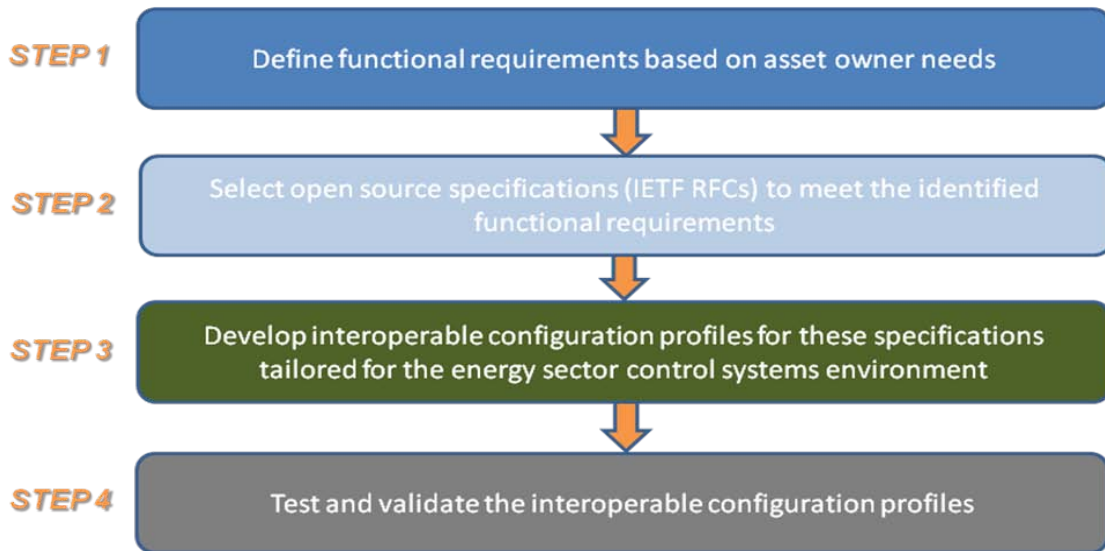 STEP 1
Define functional requirements based on asset owner needs
STEP 2
Select open source specifications (IETF RFCs) to meet the identified
functional requirements
STEP 3
Develop interoperable configuration profiles for these specifications
tailored for the energy sector control systems environment
STEP 4
Test and validate the interoperable configuration profiles